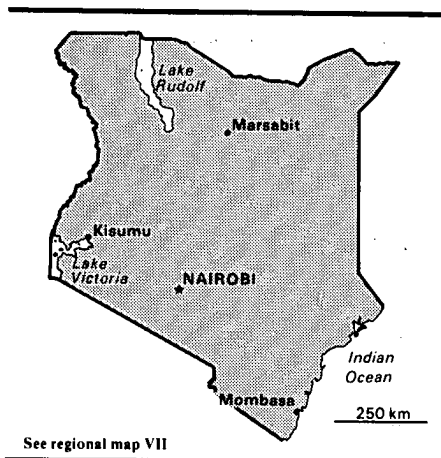 Lake
Rudolf
Marsabit
Kisumu
Lake
Victoria
NAIROBI
Indian
Ocean
Mombasa
250 km
See regional map VII